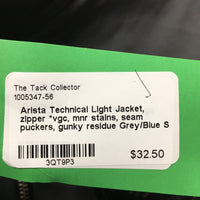 The Tack Collector
1005347-56
Arista Technical Light Jacket,
zipper *vgc, mnr stains, seam
puckers, gunky residue Grey/Blue S
3QT9P3
$32.50